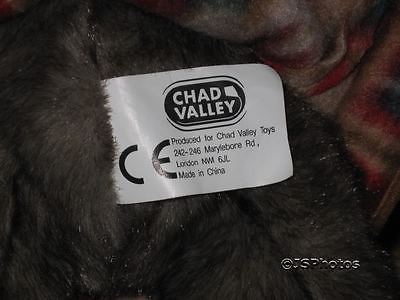 CHAD
VALLEY
Produced for Chad Valley Toys
242-246 Marylebone Rd,
London NW1 6JL
Made in China
CE
©JSPhotos